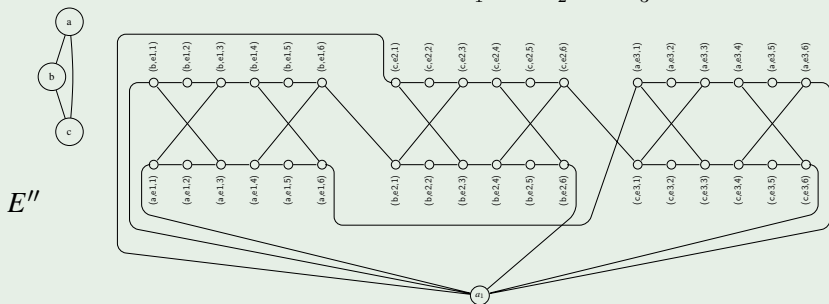 a
b
c
(b,e1,1) (b,e1,2) (b,e1,3) (b,e1,4) (b,e1,5) (b,e1,6) (c,e2,1) (c,e2,2) (c,e2,3) (c,e2,4) (c,e2,5) (c,e2,6) (a,e3,1) (a,e3,2) (a,e3,3) (a,e3,4) (a,e3,5) (a,e3,6)
(a,e1,1) (a,e1,2) (a,e1,3) (a,e1,4) (a,e1,5) (a,e1,6) (b,e2,1) (b,e2,2) (b,e2,3) (b,e2,4) (b,e2,5) (b,e2,6) (c,e3,1) (c,e3,2) (c,e3,3) (c,e3,4) (c,e3,5) (c,e3,6)
E″
a₁